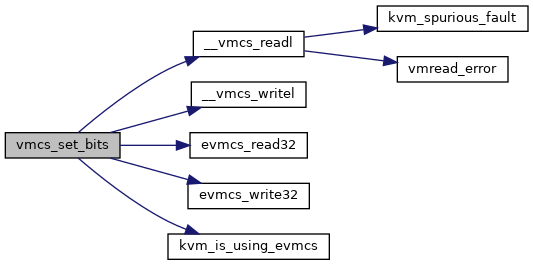 kvm_spurious_fault
__vmcs_readl
vmread_error
__vmcs_writel
vmcs_set_bits
evmcs_read32
evmcs_write32
kvm_is_using_evmcs